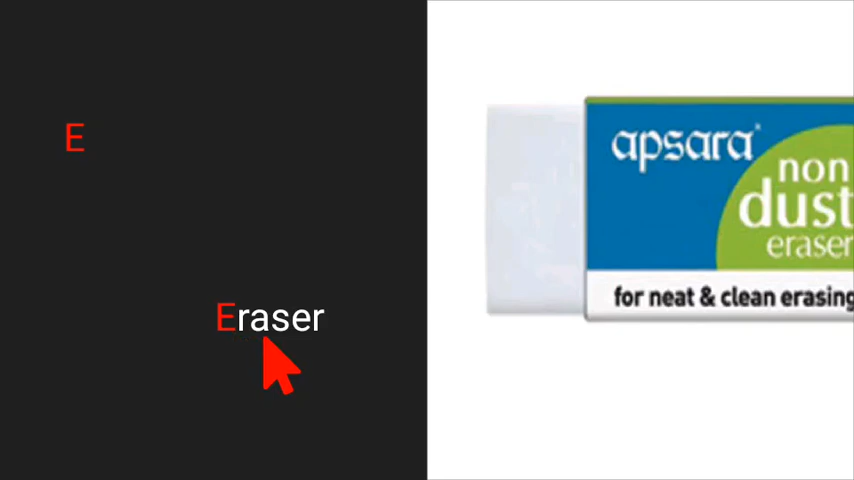 E
Eraser
apsara
non
dust
eraser
for neat & clean erasing